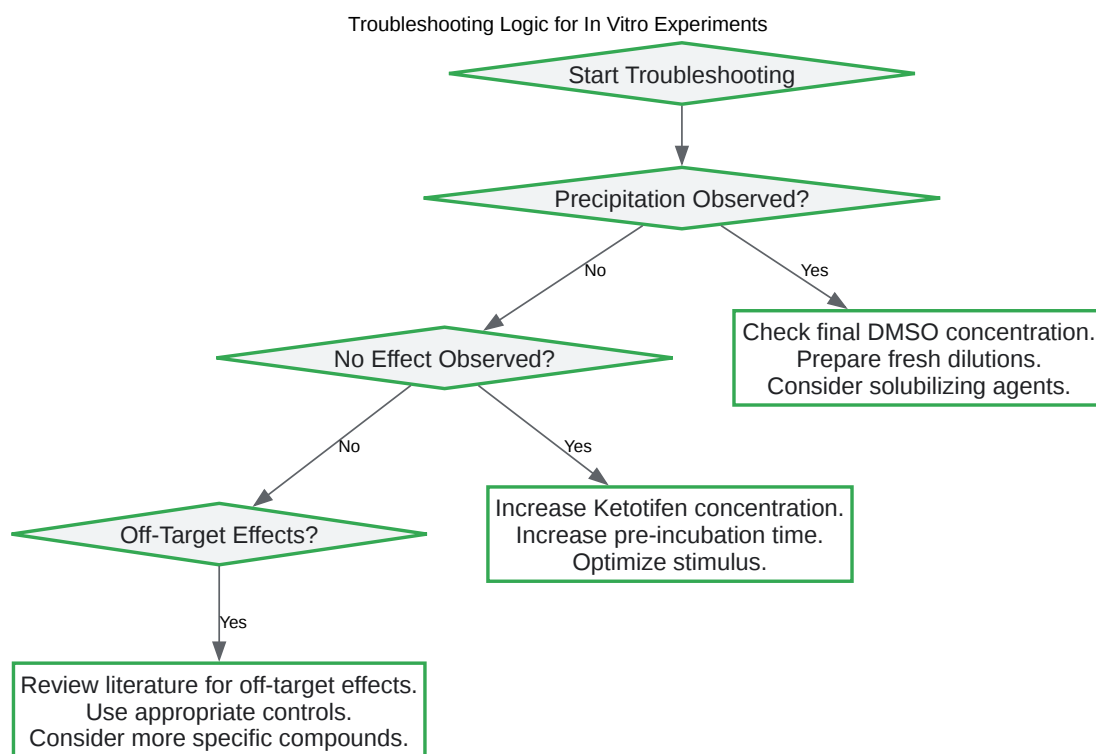 Troubleshooting Logic for In Vitro Experiments
Start Troubleshooting
Precipitation Observed?
No
Yes
Check final DMSO concentration.
Prepare fresh dilutions.
Consider solubilizing agents.
No Effect Observed?
No
Yes
Increase Ketotifen concentration.
Increase pre-incubation time.
Optimize stimulus.
Off-Target Effects?
Yes
Review literature for off-target effects.
Use appropriate controls.
Consider more specific compounds.